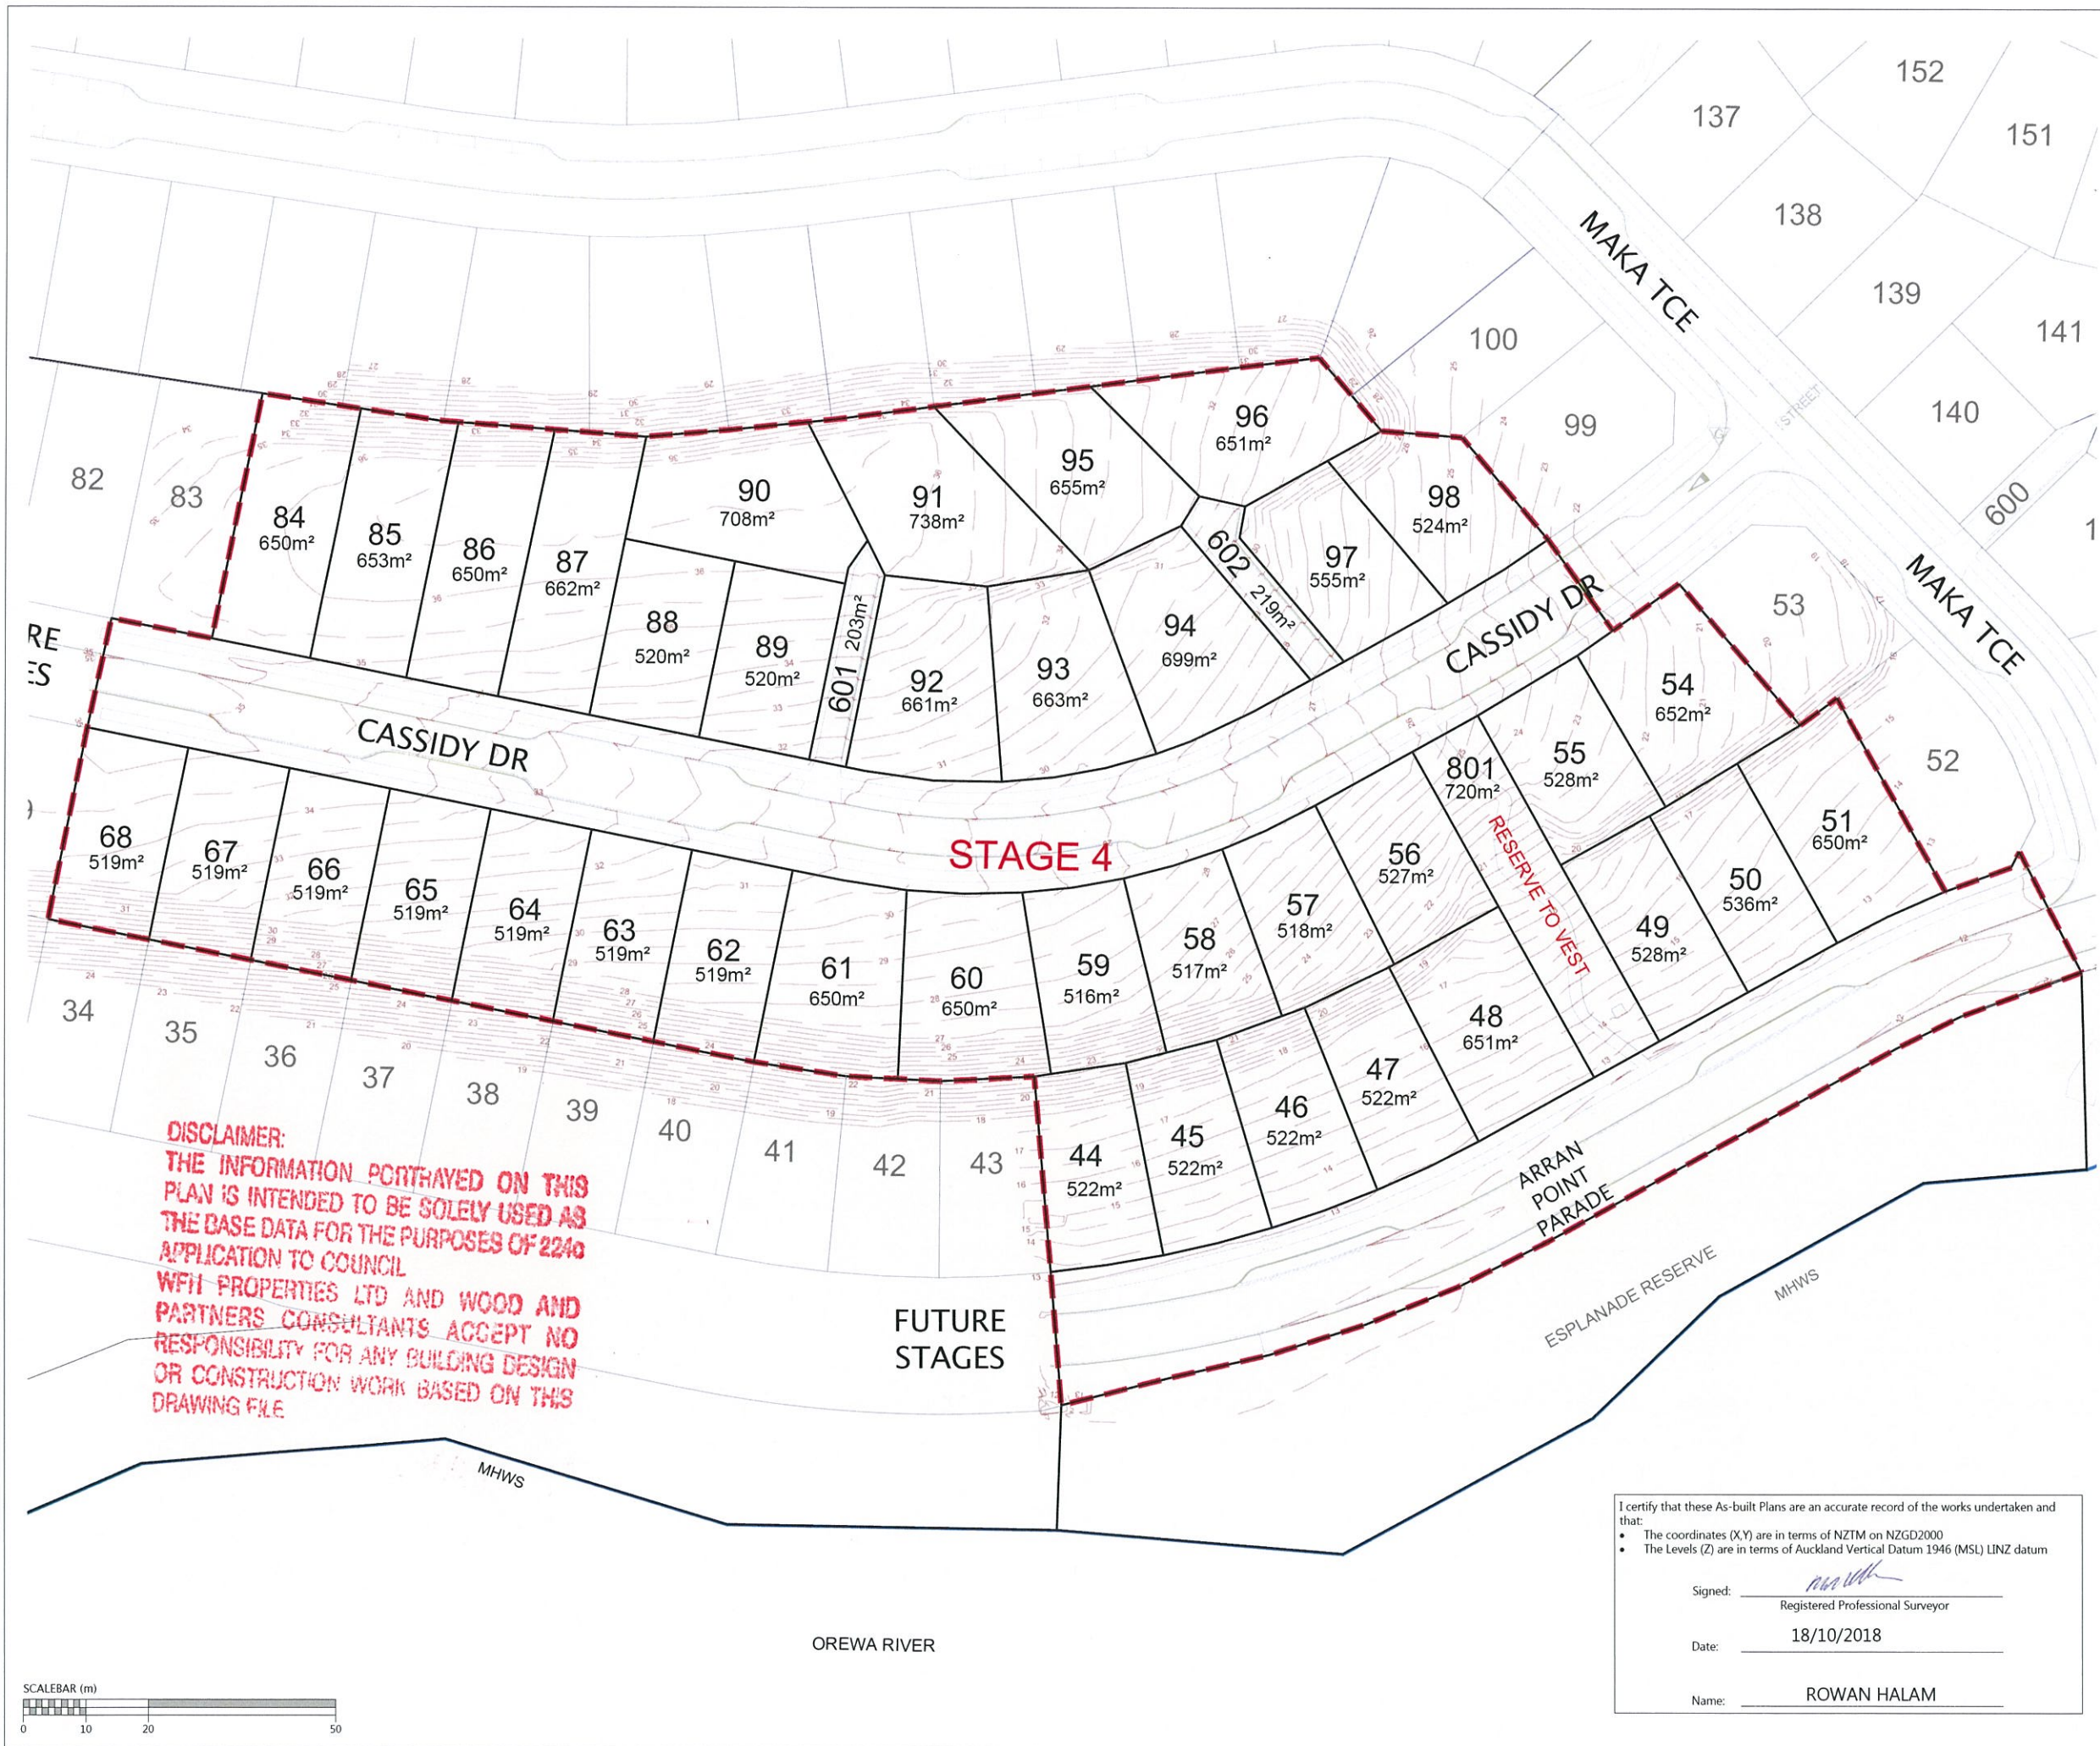 152
137
151
138
MAKA TCE
139
141
100
140
99
STREET
600
96
651m²
95
655m²
82
83
84
650m²
85
653m²
86
650m²
87
662m²
90
708m²
91
738m²
98
524m²
602
219m²
97
555m²
CASSIDY DR
53
MAKA TCE
88
520m²
89
520m²
601
203m²
92
661m²
93
663m²
94
699m²
54
652m²
RE
ES
CASSIDY DR
801
720m²
55
528m²
52
RESERVE TO VEST
51
650m²
STAGE 4
68
519m²
67
519m²
66
519m²
65
519m²
64
519m²
63
519m²
62
519m²
61
650m²
60
650m²
59
516m²
58
517m²
57
518m²
56
527m²
50
536m²
49
528m²
48
651m²
47
522m²
46
522m²
45
522m²
44
522m²
34
35
36
37
38
39
40
41
42
43
DISCLAIMER:
THE INFORMATION PORTRAYED ON THIS
PLAN IS INTENDED TO BE SOLELY USED AS
THE BASE DATA FOR THE PURPOSES OF 224c
APPLICATION TO COUNCIL
WFH PROPERTIES LTD AND WOOD AND
PARTNERS CONSULTANTS ACCEPT NO
RESPONSIBILITY FOR ANY BUILDING DESIGN
OR CONSTRUCTION WORK BASED ON THIS
DRAWING FILE
ARRAN
POINT
PARADE
FUTURE
STAGES
ESPLANADE RESERVE
MHWS
MHWS
OREWA RIVER
I certify that these As-built Plans are an accurate record of the works undertaken and
that:
• The coordinates (X,Y) are in terms of NZTM on NZGD2000
• The Levels (Z) are in terms of Auckland Vertical Datum 1946 (MSL) LINZ datum
Signed:
Registered Professional Surveyor
Date: 18/10/2018
Name: ROWAN HALAM
SCALEBAR (m)
0 10 20 50